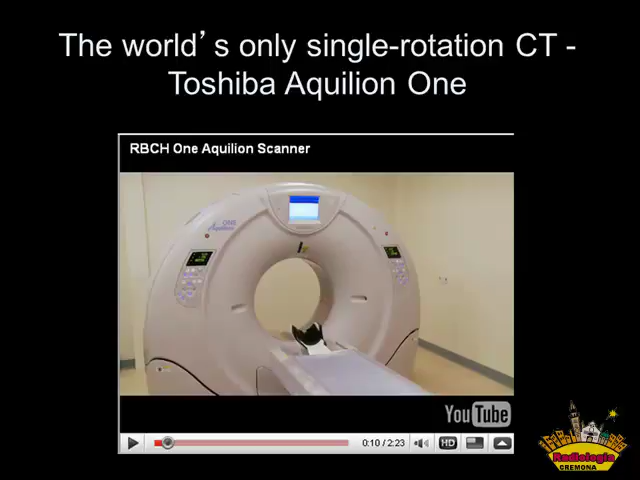 The world’s only single-rotation CT -
Toshiba Aquilion One
RBCH One Aquilion Scanner
ONE
Aquilion
YouTube
0:10 / 2:23
HD
Radiologia
CREMONA